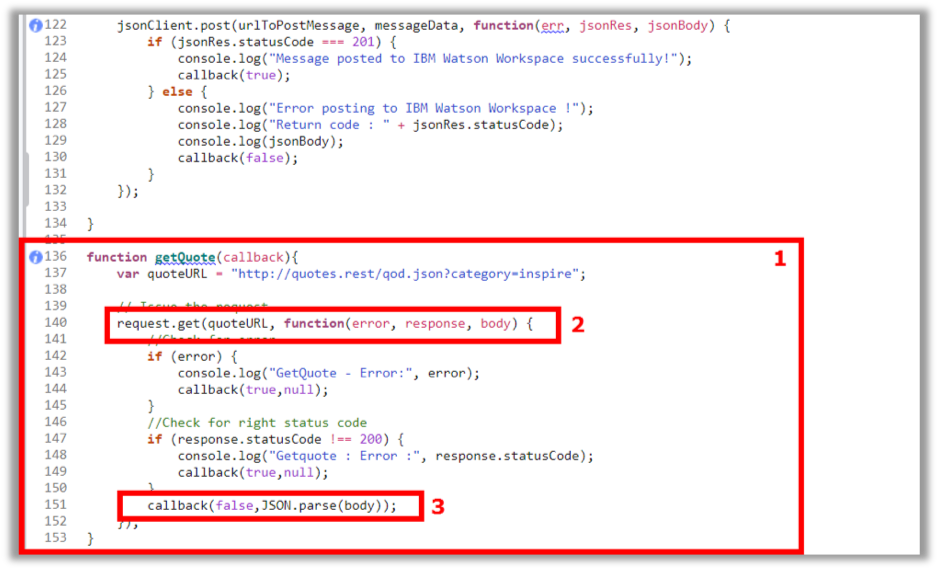 122 jsonClient.post(urlToPostMessage, messageData, function(err, jsonRes, jsonBody) {
123 if (jsonRes.statusCode === 201) {
124 console.log("Message posted to IBM Watson Workspace successfully!");
125 callback(true);
126 } else {
127 console.log("Error posting to IBM Watson Workspace !");
128 console.log("Return code : " + jsonRes.statusCode);
129 console.log(jsonBody);
130 callback(false);
131 }
132 });
133
134 }
135
136 function getQuote(callback){ 1
137 var quoteURL = "http://quotes.rest/qod.json?category=inspire";
138
139 // Issue the request
140 request.get(quoteURL, function(error, response, body) { 2
141 //Check for error
142 if (error) {
143 console.log("GetQuote - Error:", error);
144 callback(true,null);
145 }
146 //Check for right status code
147 if (response.statusCode !== 200) {
148 console.log("Getquote : Error :", response.statusCode);
149 callback(true,null);
150 }
151 callback(false,JSON.parse(body)); 3
152 });
153 }